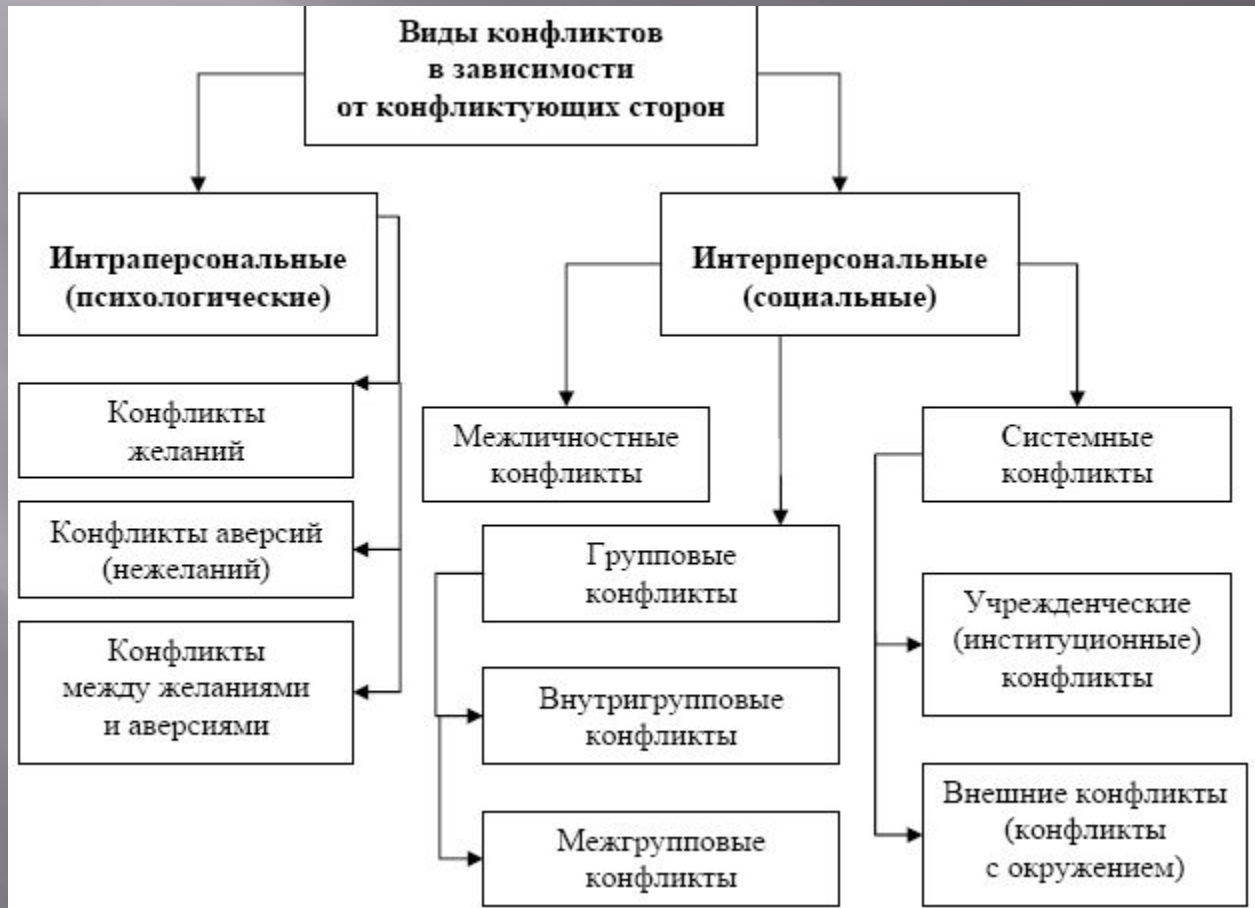 Виды конфликтов
в зависимости
от конфликтующих сторон
Интраперсональные
(психологические)
Интерперсональные
(социальные)
Конфликты
желаний
Межличностные
конфликты
Системные
конфликты
Конфликты аверсий
(нежеланий)
Групповые
конфликты
Учрежденческие
(институционные)
конфликты
Конфликты
между желаниями
и аверсиями
Внутригрупповые
конфликты
Внешние конфликты
(конфликты
с окружением)
Межгрупповые
конфликты